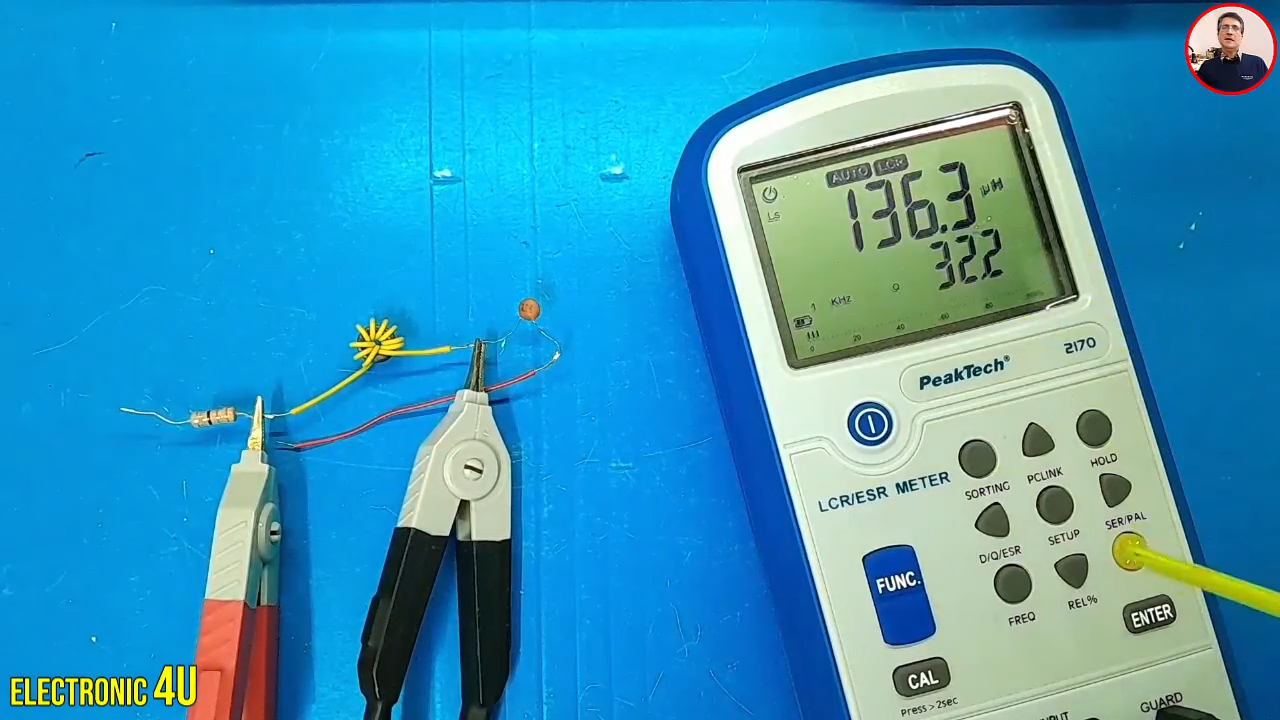 AUTO LCR
Ls
136.3 µH
32.2
1 KHz Q
0 20 40 60 80
PeakTech® 2170
LCR/ESR METER
SORTING PCLINK HOLD
D/Q/ESR SETUP SER/PAL
FUNC.
FREQ REL%
ENTER
CAL
Press>2sec
INPUT GUARD
ELECTRONIC 4U